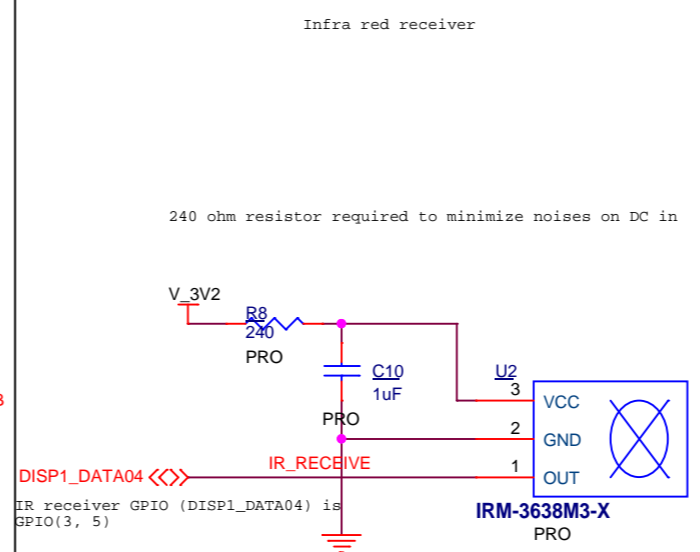 Infra red receiver
240 ohm resistor required to minimize noises on DC in
V_3V2
R8
240
PRO
C10
1uF
PRO
U2
3
VCC
2
GND
1
OUT
IRM-3638M3-X
PRO
DISP1_DATA04
IR_RECEIVE
IR receiver GPIO (DISP1_DATA04) is
GPIO(3, 5)